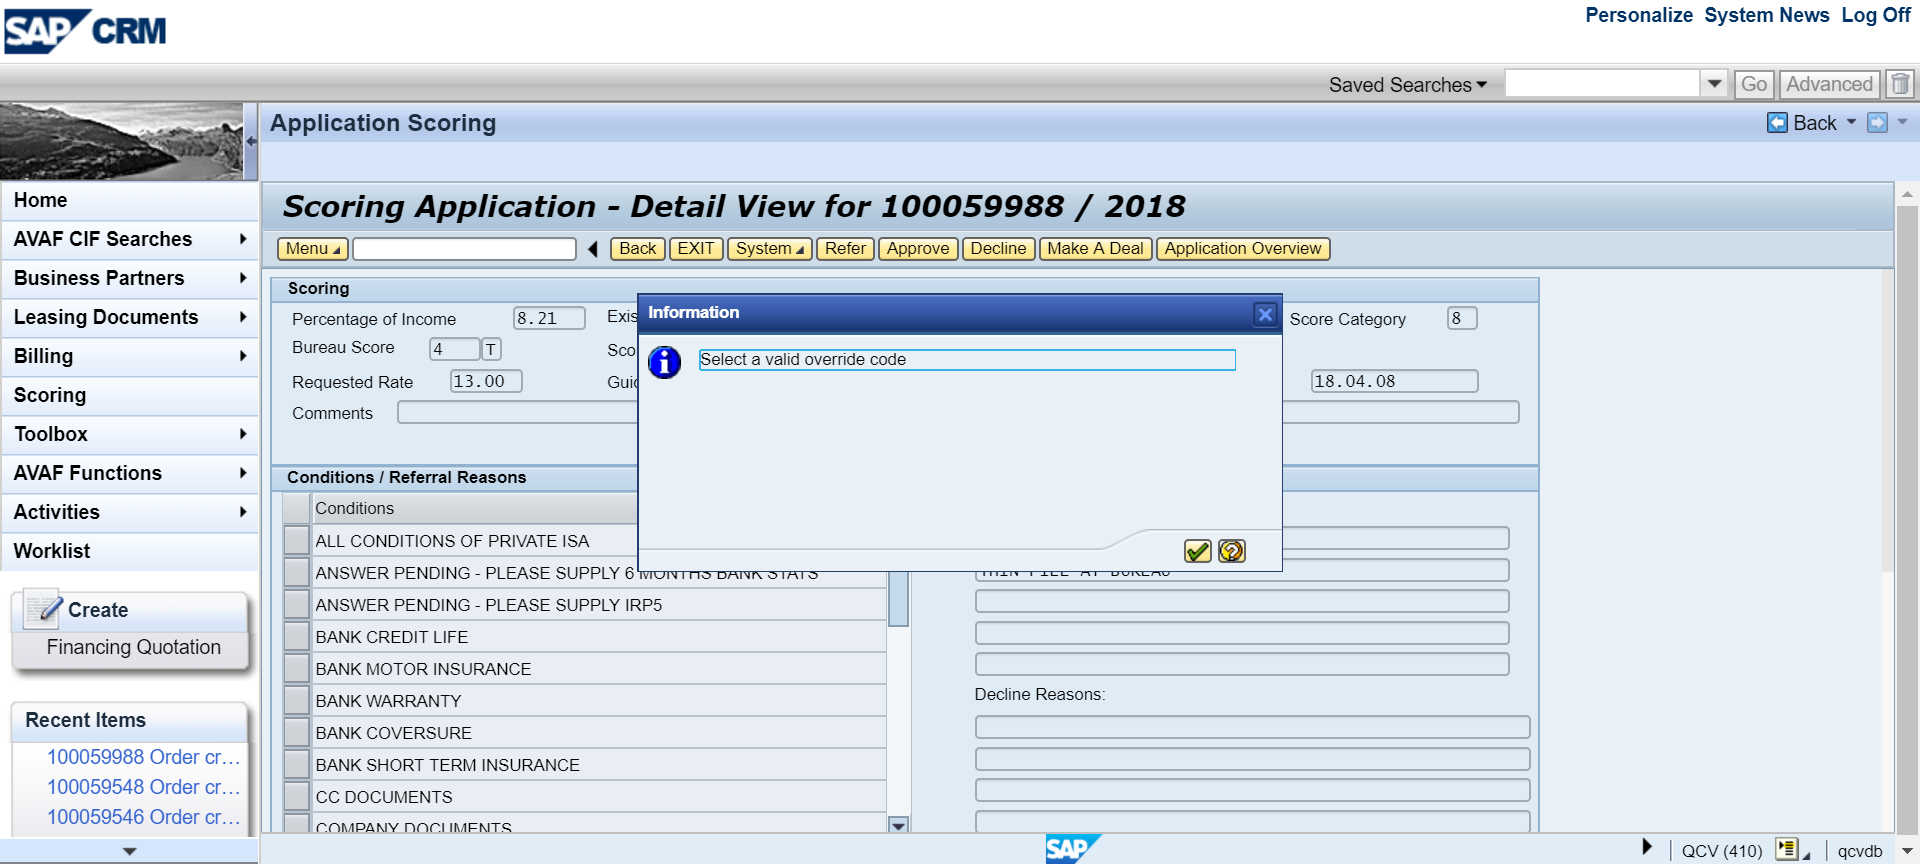 SAP CRM
Personalize System News Log Off
Saved Searches Go Advanced
Application Scoring
Back
Scoring Application - Detail View for 100059988 / 2018
Menu Back EXIT System Refer Approve Decline Make A Deal Application Overview
Home
AVAF CIF Searches
Business Partners
Leasing Documents
Billing
Scoring
Toolbox
AVAF Functions
Activities
Worklist
Create
Financing Quotation
Recent Items
100059988 Order cr...
100059548 Order cr...
100059546 Order cr...
Scoring
Percentage of Income 8.21 Exis
Score Category 8
Bureau Score 4 T Sco
Requested Rate 13.00 Guid
18.04.08
Comments
Information
Select a valid override code
Conditions / Referral Reasons
Conditions
ALL CONDITIONS OF PRIVATE ISA
ANSWER PENDING - PLEASE SUPPLY 6 MONTHS BANK STATS
THIN FILE AT BUREAU
ANSWER PENDING - PLEASE SUPPLY IRP5
BANK CREDIT LIFE
BANK MOTOR INSURANCE
BANK WARRANTY
BANK COVERSURE
BANK SHORT TERM INSURANCE
CC DOCUMENTS
COMPANY DOCUMENTS
Decline Reasons:
SAP
QCV (410) qcvdb